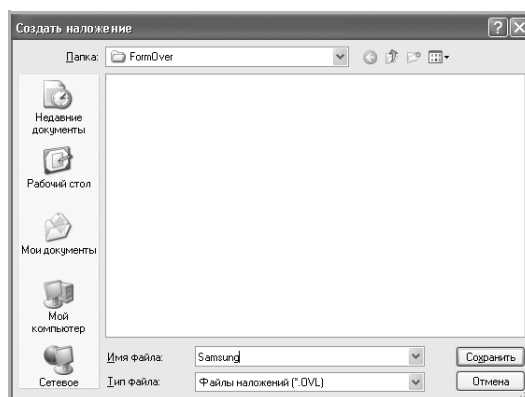 Создать наложение
Папка: FormOver
Недавние
документы
Рабочий стол
Мои документы
Мой
компьютер
Сетевое
Имя файла: Samsung Сохранить
Тип файла: Файлы наложений (*.OVL) Отмена